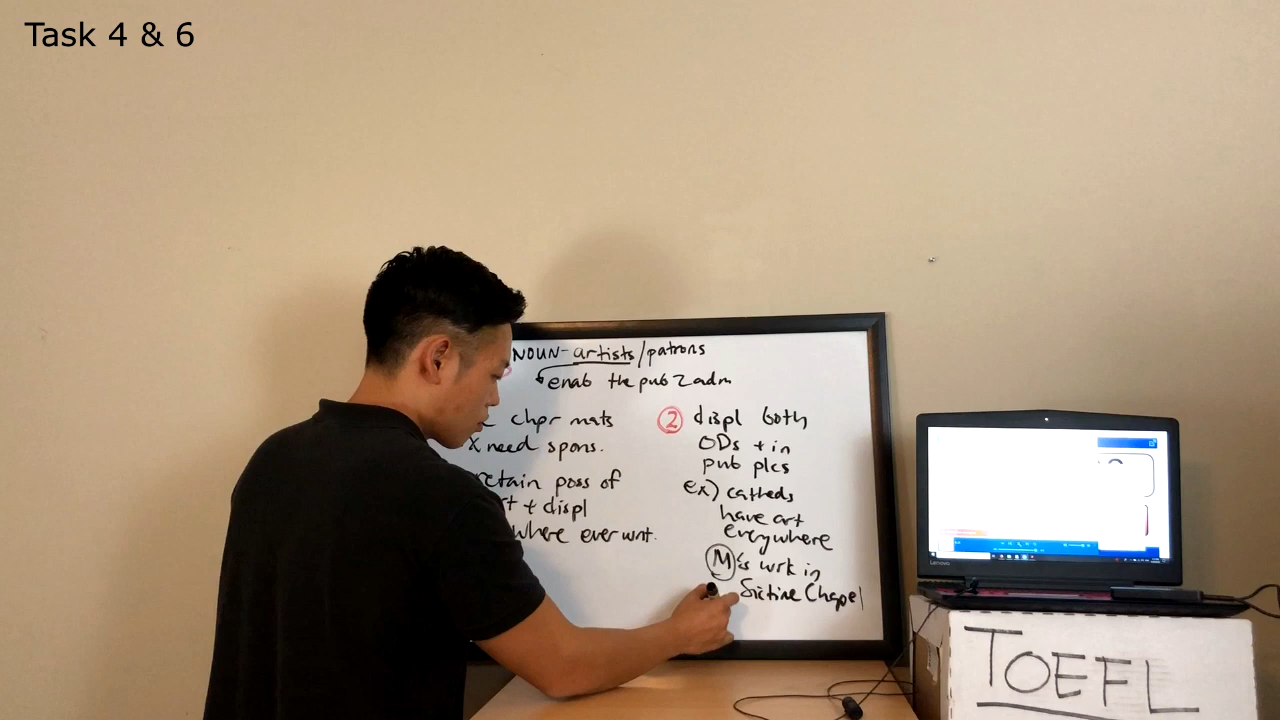 Task 4 & 6
NOUN-artists/patrons
enab the pub 2 adm
chpr mats
x need spons.
etain poss of
t + displ
where ever wnt.
2 displ both
ODs + in
pub plcs
ex) catheds
have art
everywhere
M's wrk in
Sistine Chapel
Lenovo
TOEFL